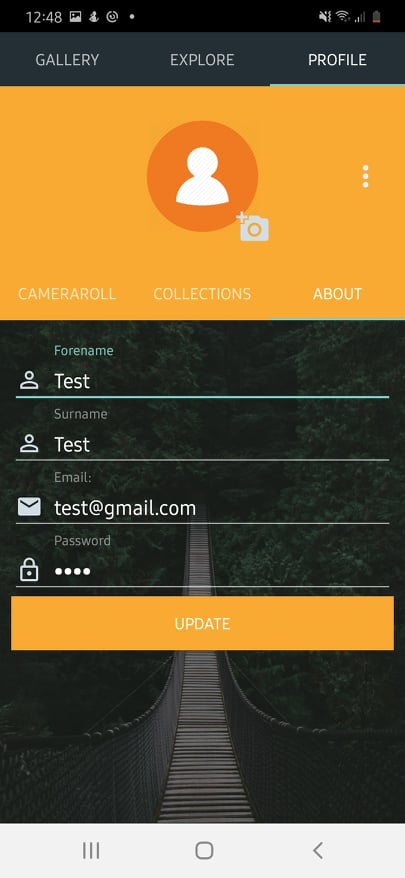 12:48
GALLERY EXPLORE PROFILE
CAMERAROLL COLLECTIONS ABOUT
Forename
Test
Surname
Test
Email:
test@gmail.com
Password
••••
UPDATE